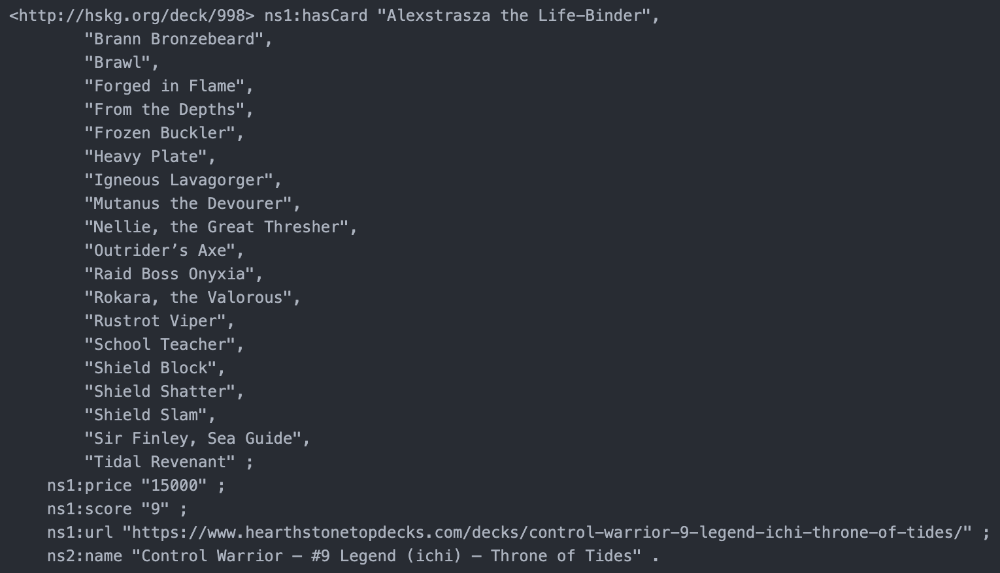 <http://hskg.org/deck/998> ns1:hasCard "Alexstrasza the Life-Binder",
"Brann Bronzebeard",
"Brawl",
"Forged in Flame",
"From the Depths",
"Frozen Buckler",
"Heavy Plate",
"Igneous Lavagorger",
"Mutanus the Devourer",
"Nellie, the Great Thresher",
"Outrider’s Axe",
"Raid Boss Onyxia",
"Rokara, the Valorous",
"Rustrot Viper",
"School Teacher",
"Shield Block",
"Shield Shatter",
"Shield Slam",
"Sir Finley, Sea Guide",
"Tidal Revenant" ;
ns1:price "15000" ;
ns1:score "9" ;
ns1:url "https://www.hearthstonetopdecks.com/decks/control-warrior-9-legend-ichi-throne-of-tides/" ;
ns2:name "Control Warrior – #9 Legend (ichi) – Throne of Tides" .